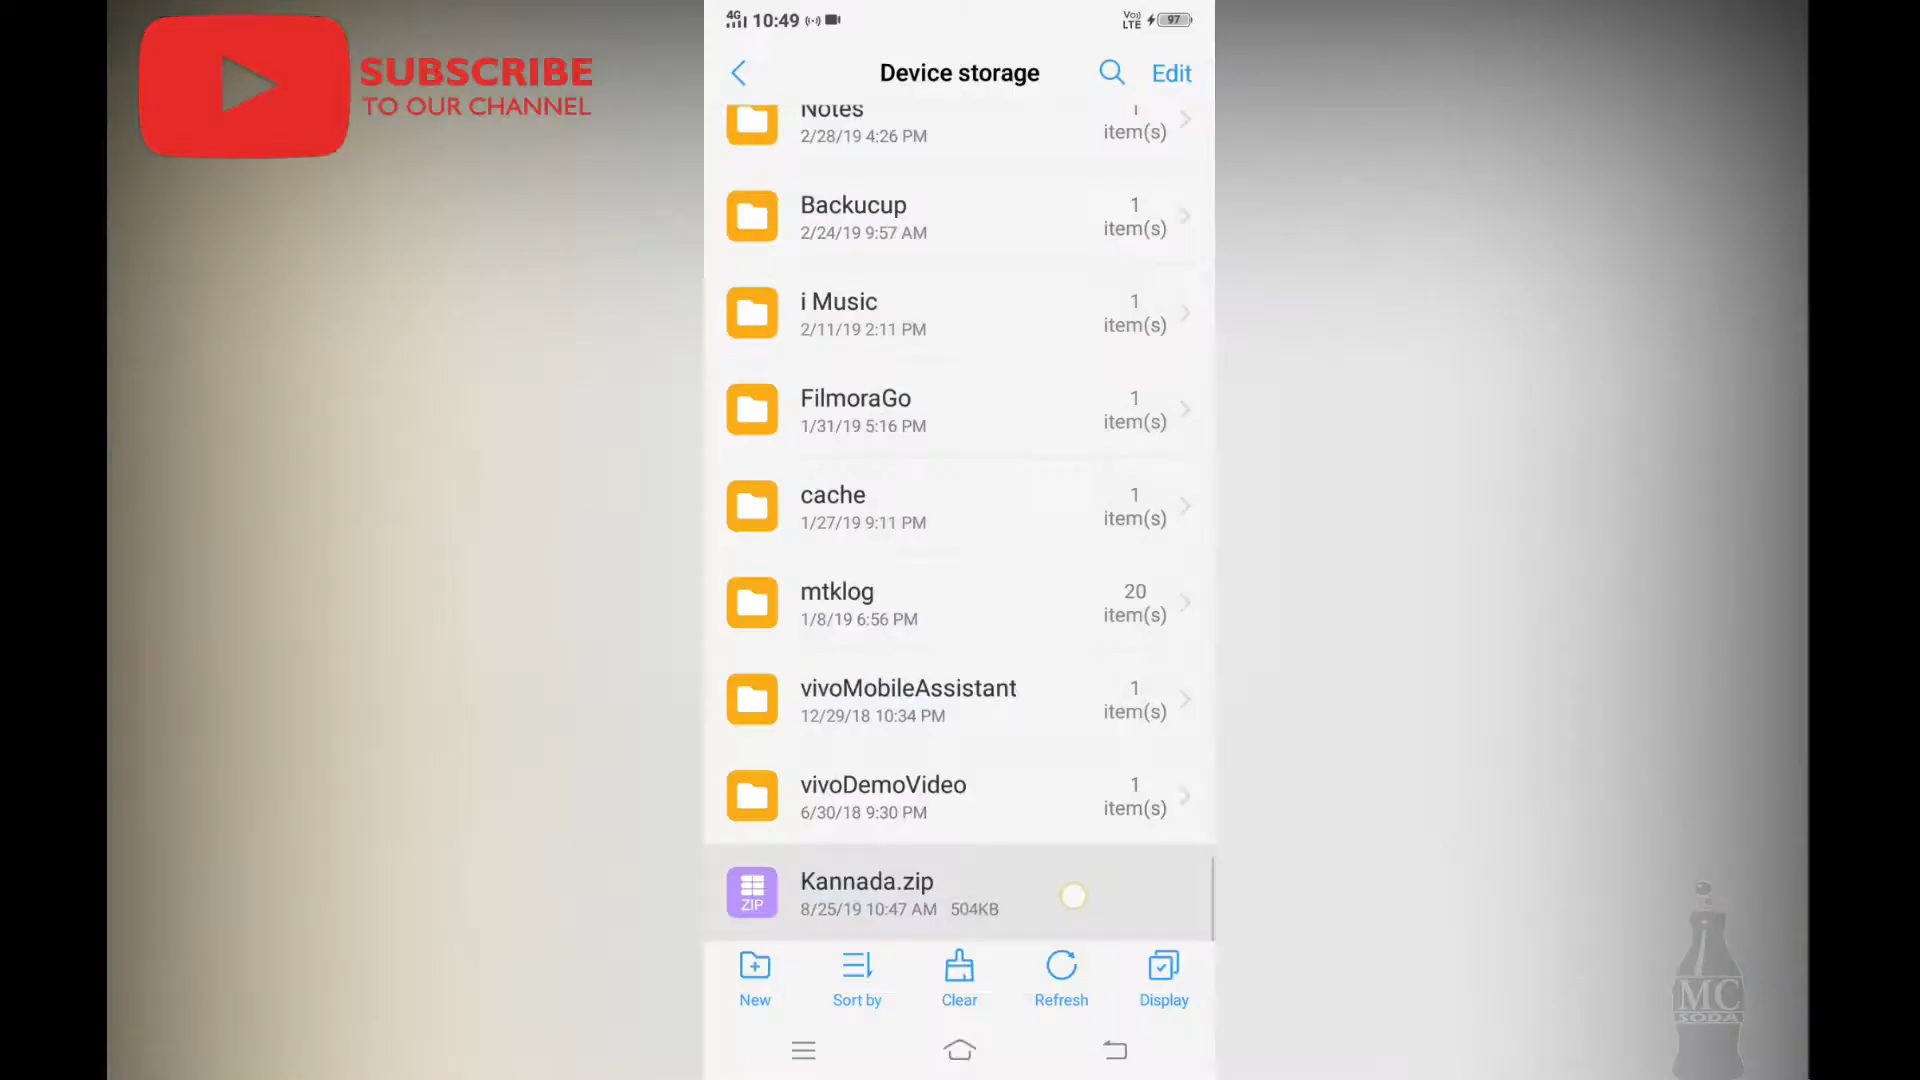 SUBSCRIBE
TO OUR CHANNEL
4G 10:49
Vo))
LTE
97
Device storage
Edit
Notes
2/28/19 4:26 PM
1
item(s)
Backucup
2/24/19 9:57 AM
1
item(s)
i Music
2/11/19 2:11 PM
1
item(s)
FilmoraGo
1/31/19 5:16 PM
1
item(s)
cache
1/27/19 9:11 PM
1
item(s)
mtklog
1/8/19 6:56 PM
20
item(s)
vivoMobileAssistant
12/29/18 10:34 PM
1
item(s)
vivoDemoVideo
6/30/18 9:30 PM
1
item(s)
ZIP
Kannada.zip
8/25/19 10:47 AM 504KB
New
Sort by
Clear
Refresh
Display
MC
SODA